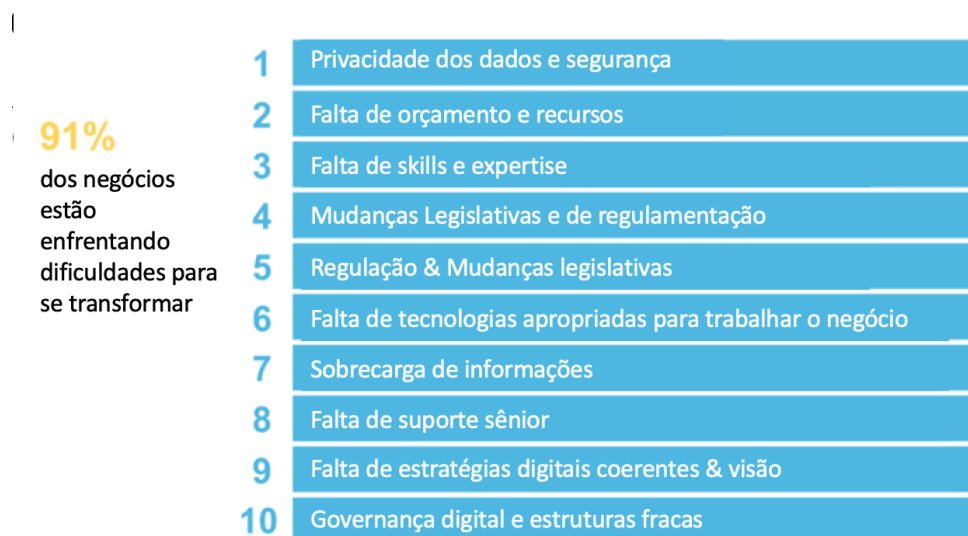 91%
dos negócios
estão
enfrentando
dificuldades para
se transformar
1 Privacidade dos dados e segurança
2 Falta de orçamento e recursos
3 Falta de skills e expertise
4 Mudanças Legislativas e de regulamentação
5 Regulação & Mudanças legislativas
6 Falta de tecnologias apropriadas para trabalhar o negócio
7 Sobrecarga de informações
8 Falta de suporte sênior
9 Falta de estratégias digitais coerentes & visão
10 Governança digital e estruturas fracas